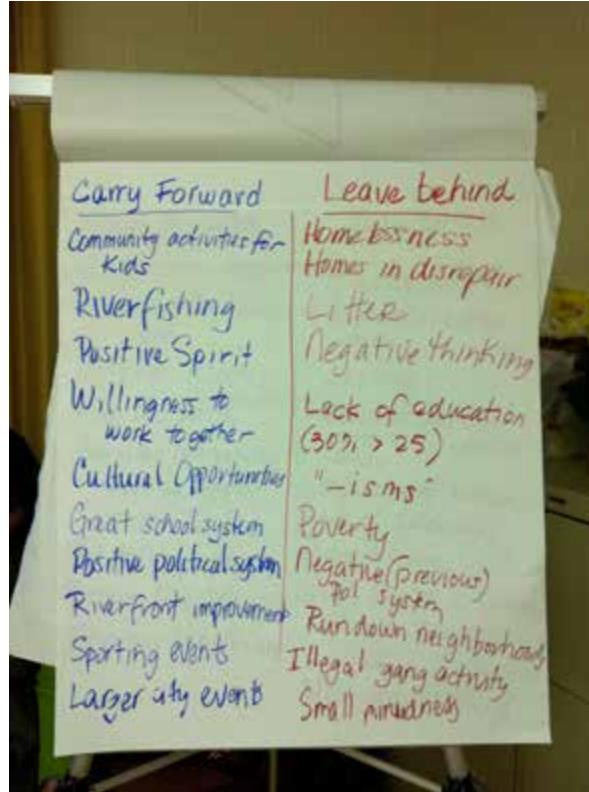 Carry Forward
Community activities for
Kids
Riverfishing
Positive Spirit
Willingness to
work together
Cultural Opportunities
Great school system
Positive political system
Riverfront improvement
Sporting events
Larger city events
Leave behind
Homelessness
Homes in disrepair
Litter
Negative thinking
Lack of education
(30% > 25)
"-isms"
Poverty
Negative (previous)
pol system
Rundown neighborhoods
Illegal gang activity
Small mindedness